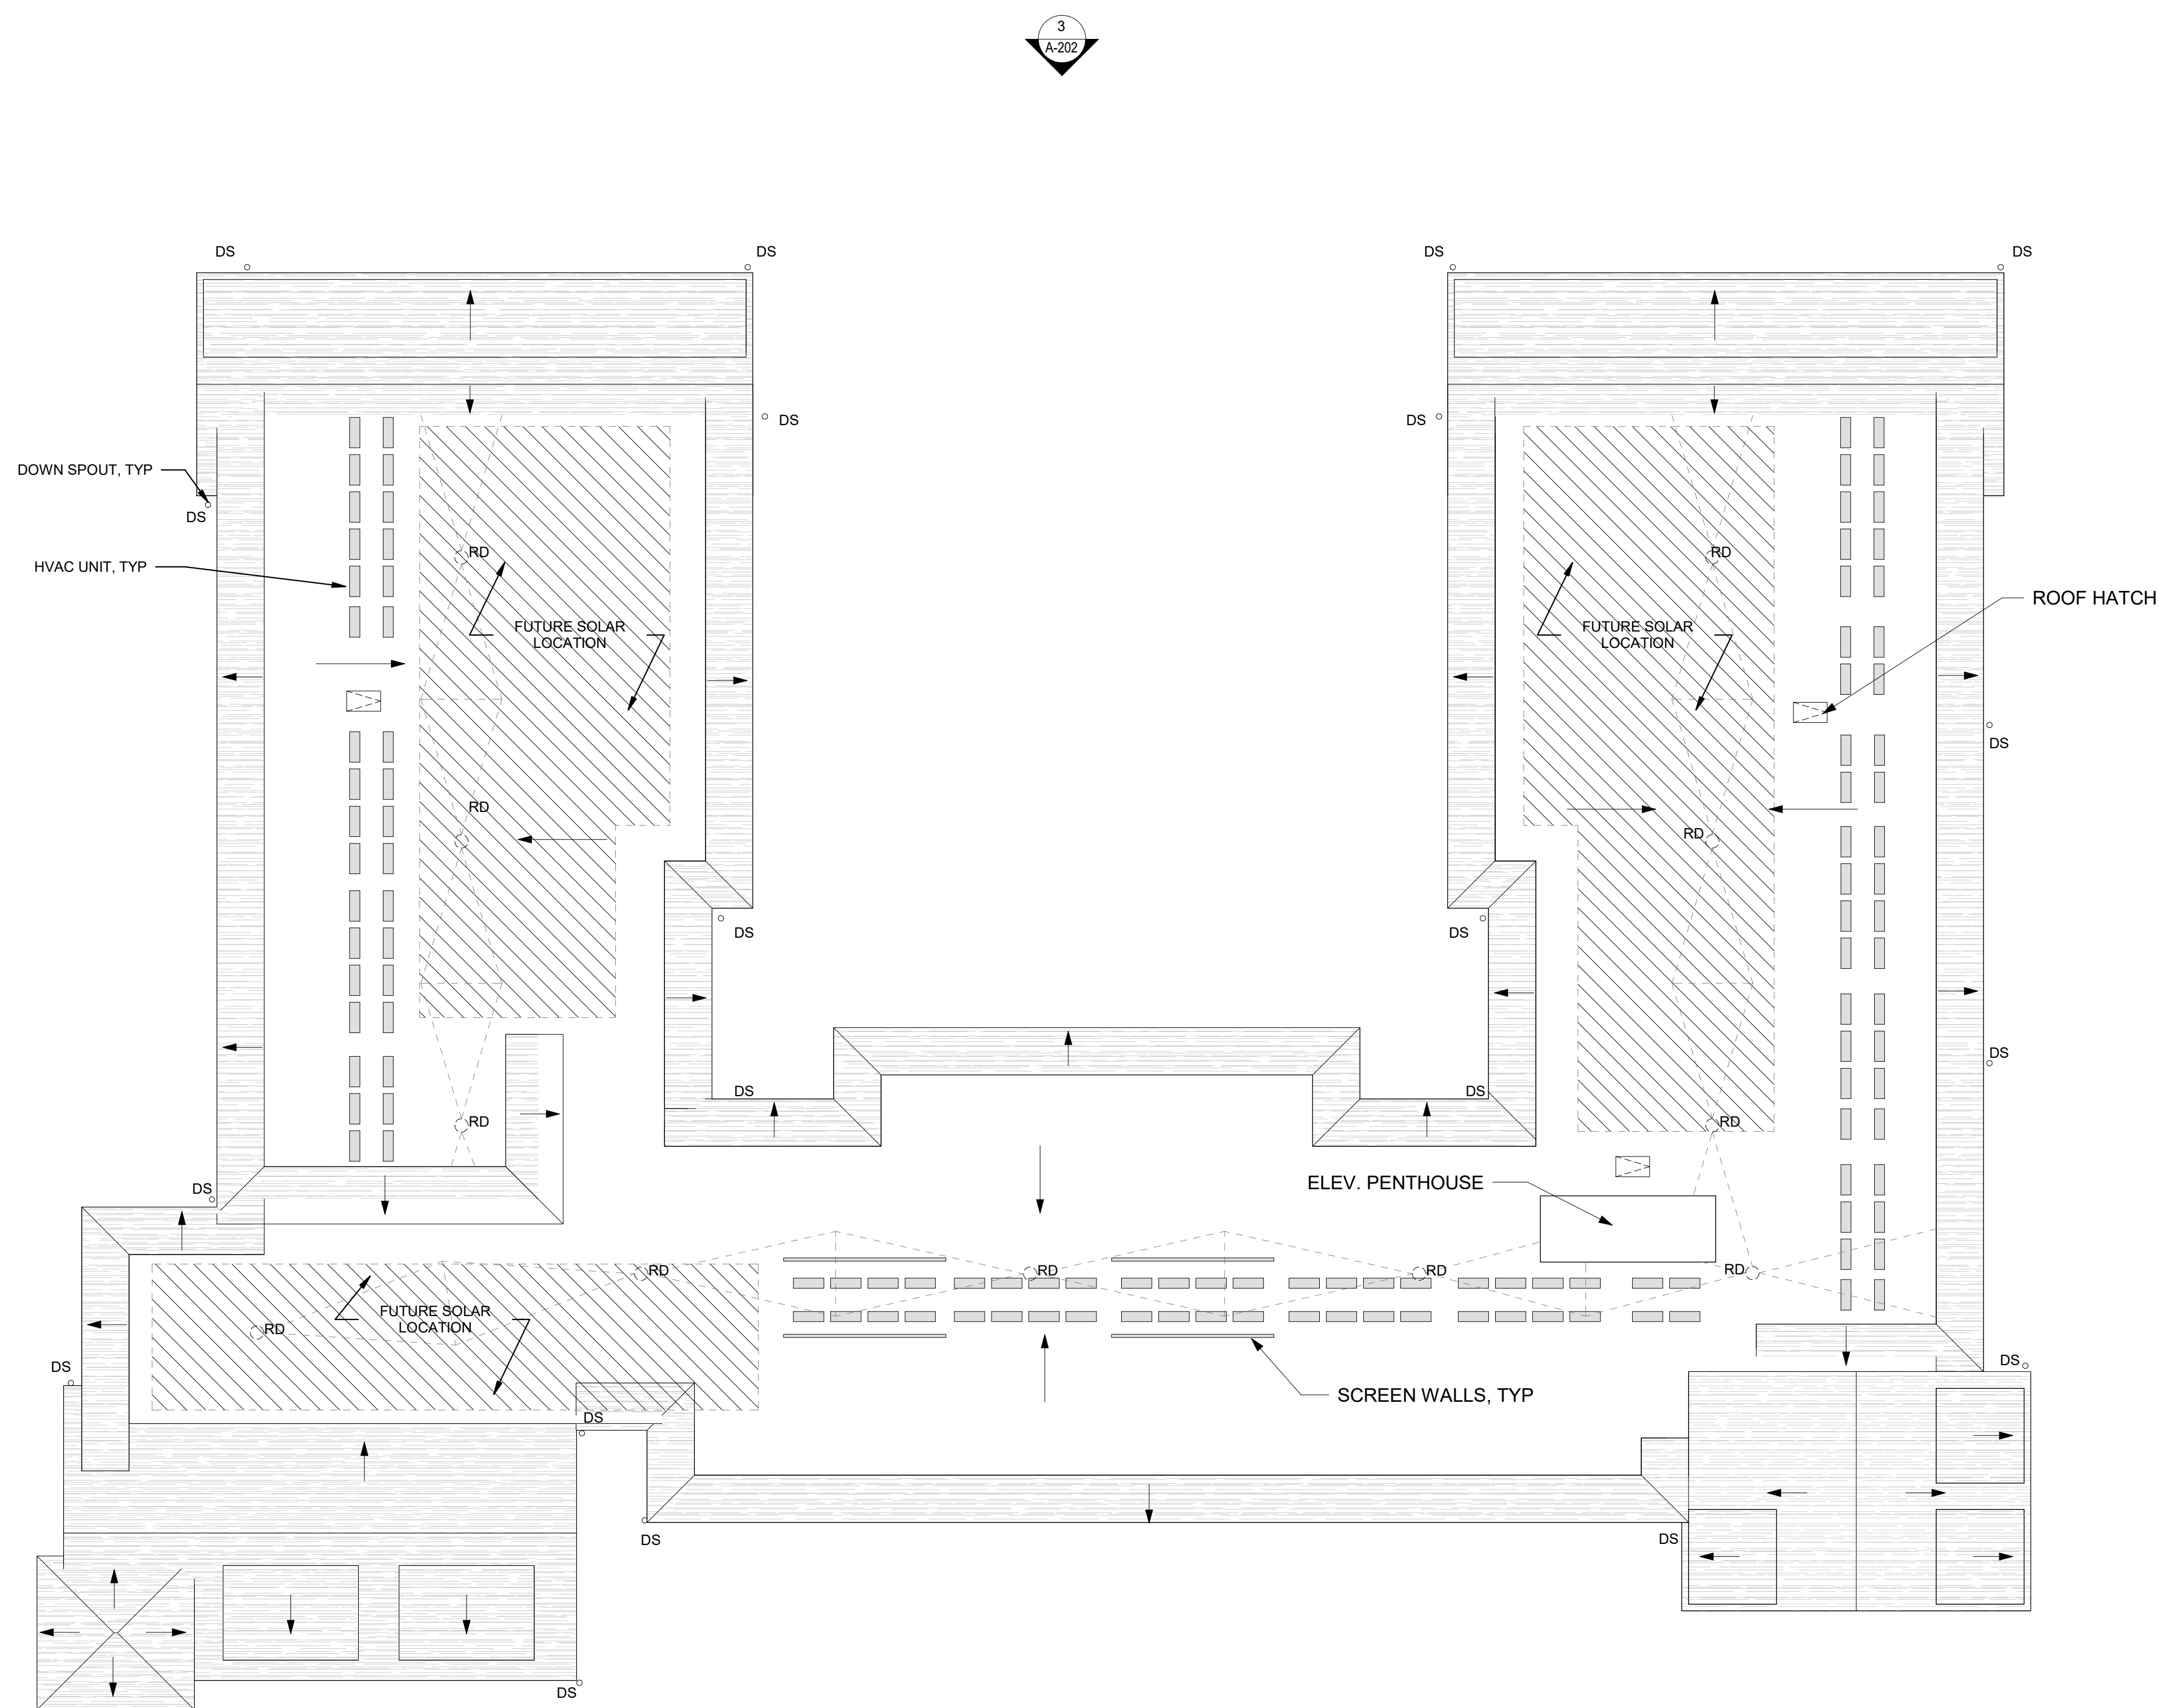 3
A-202
DS
DS
DS
DS
DS
DS
DOWN SPOUT, TYP
DS
RD
RD
HVAC UNIT, TYP
ROOF HATCH
FUTURE SOLAR
LOCATION
FUTURE SOLAR
LOCATION
DS
RD
RD
DS
DS
DS
DS
DS
RD
RD
ELEV. PENTHOUSE
DS
RD
RD
RD
RD
FUTURE SOLAR
LOCATION
RD
DS
DS
SCREEN WALLS, TYP
DS
DS
DS
DS